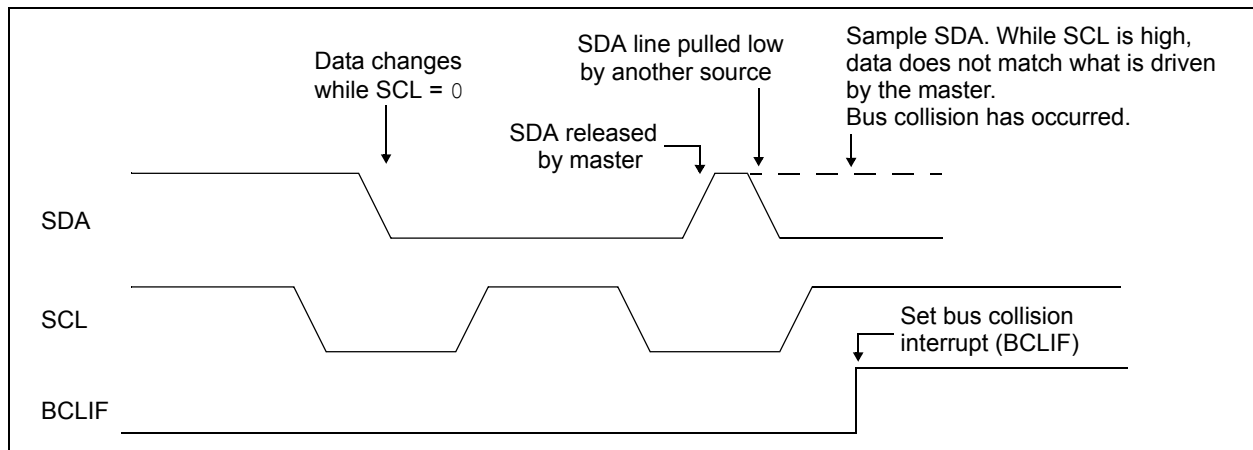 Data changes
while SCL = 0
SDA line pulled low
by another source
Sample SDA. While SCL is high,
data does not match what is driven
by the master.
Bus collision has occurred.
SDA released
by master
SDA
SCL
Set bus collision
interrupt (BCLIF)
BCLIF